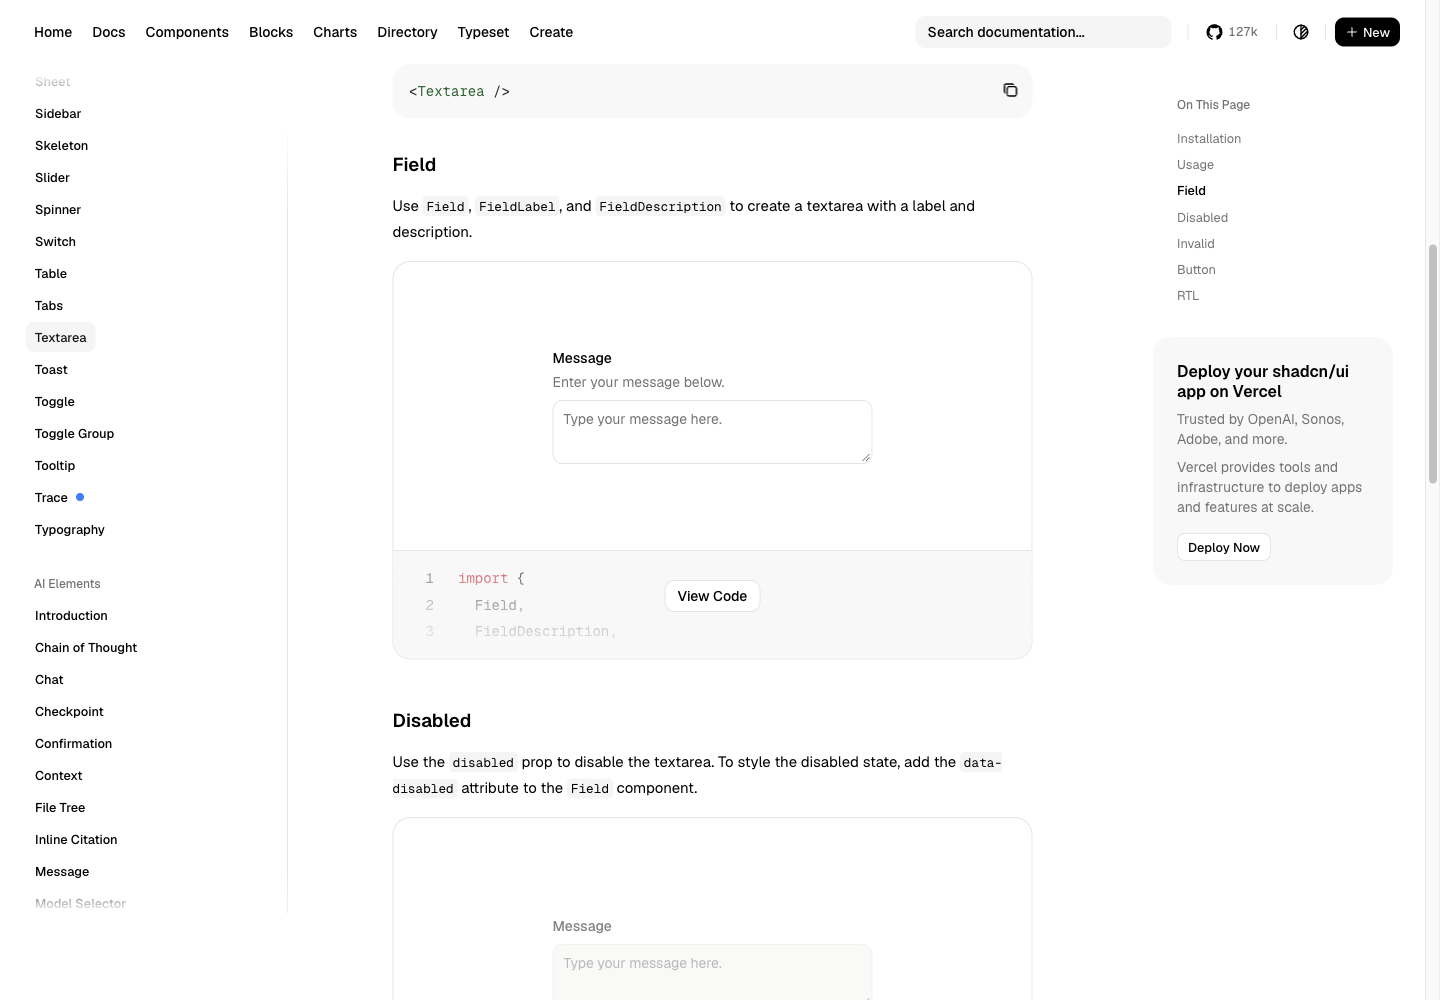 Home
Docs
Components
Blocks
Charts
Directory
Typeset
Create
Search documentation...
127k
New
Sheet
Sidebar
Skeleton
Slider
Spinner
Switch
Table
Tabs
Textarea
Toast
Toggle
Toggle Group
Tooltip
Trace
Typography
AI Elements
Introduction
Chain of Thought
Chat
Checkpoint
Confirmation
Context
File Tree
Inline Citation
Message
Model Selector
<Textarea />
Field
Use Field, FieldLabel, and FieldDescription to create a textarea with a label and
description.
Message
Enter your message below.
Type your message here.
1 import {
2 Field,
3 FieldDescription,
View Code
Disabled
Use the disabled prop to disable the textarea. To style the disabled state, add the data-
disabled attribute to the Field component.
Message
Type your message here.
On This Page
Installation
Usage
Field
Disabled
Invalid
Button
RTL
Deploy your shadcn/ui
app on Vercel
Trusted by OpenAI, Sonos,
Adobe, and more.
Vercel provides tools and
infrastructure to deploy apps
and features at scale.
Deploy Now